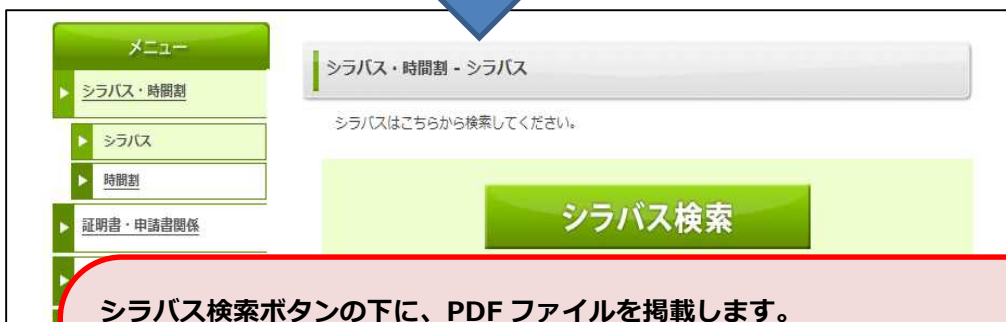 メニュー
シラバス・時間割
シラバス
時間割
証明書・申請書関係
シラバス・時間割 - シラバス
シラバスはこちらから検索してください。
シラバス検索
シラバス検索ボタンの下に、PDF ファイルを掲載します。